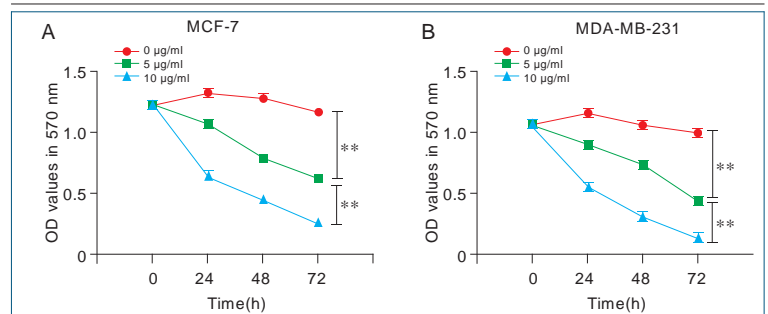 A
MCF-7
0 µg/ml
5 µg/ml
10 µg/ml
OD values in 570 nm
1.5
1.0
0.5
0
**
**
0 24 48 72
Time(h)
B
MDA-MB-231
0 µg/ml
5 µg/ml
10 µg/ml
OD values in 570 nm
1.5
1.0
0.5
0
**
**
0 24 48 72
Time(h)